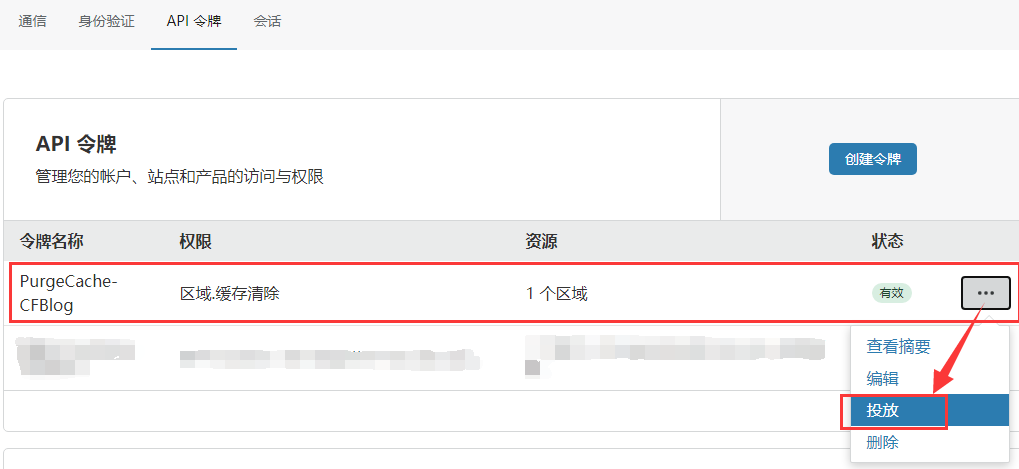 通信 身份验证 API 令牌 会话
API 令牌
管理您的帐户、站点和产品的访问与权限
创建令牌
令牌名称 权限 资源 状态
PurgeCache-
CFBlog
区域.缓存清除
1 个区域
有效
查看摘要
编辑
投放
删除